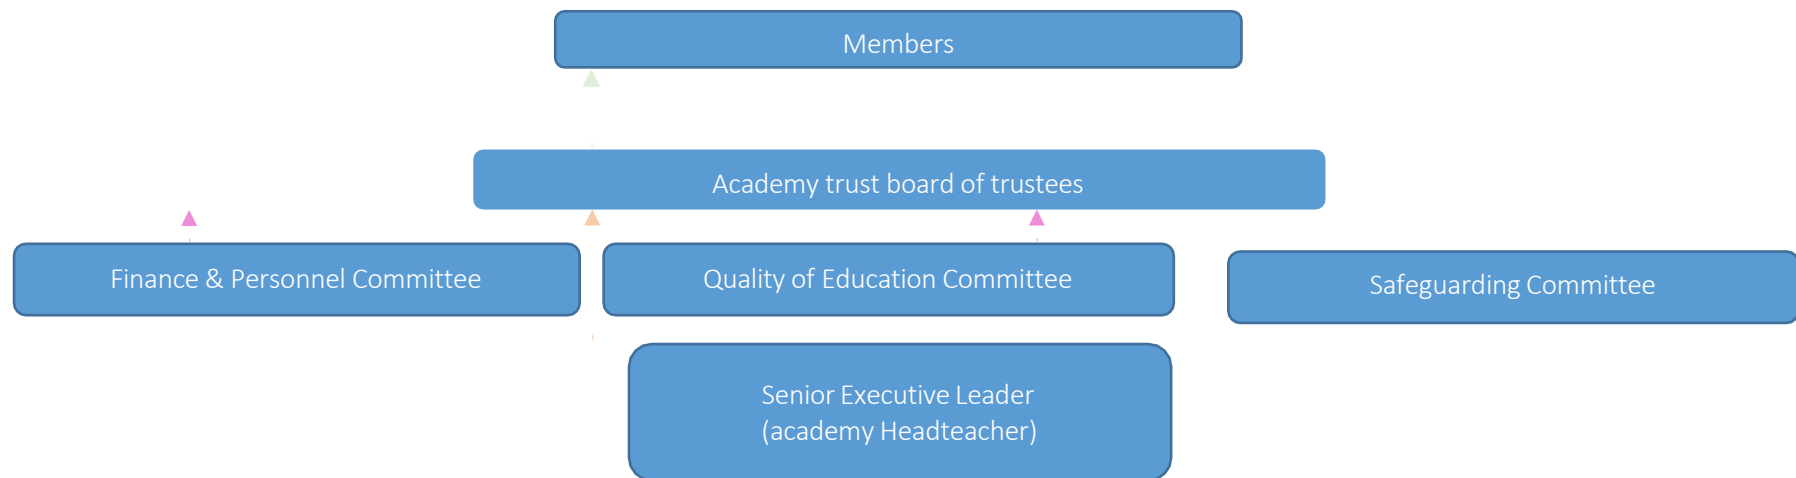 Members
Academy trust board of trustees
Finance & Personnel Committee
Quality of Education Committee
Safeguarding Committee
Senior Executive Leader
(academy Headteacher)